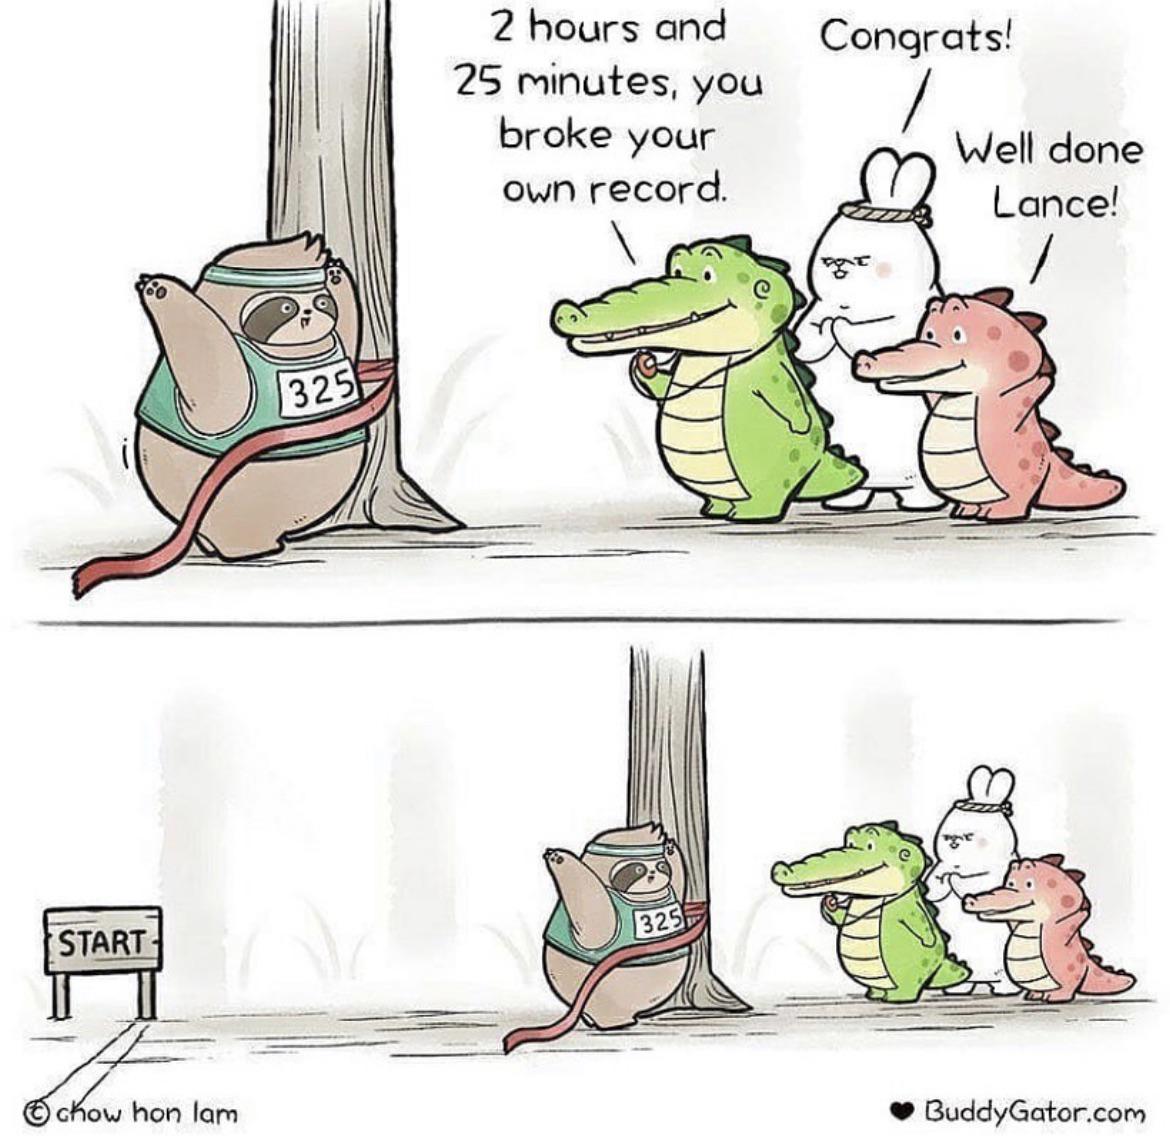 2 hours and
25 minutes, you
broke your
own record.
Congrats!
Well done
Lance!
325
START
325
© chow hon lam
♥ BuddyGator.com